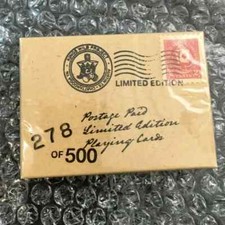 LIMITED EDITION
Postage Paid
Limited Edition
Playing Cards
278
OF 500